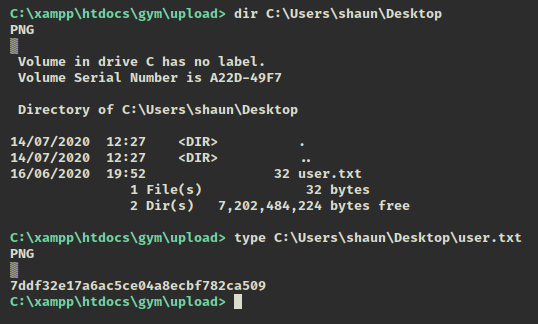 C:\xampp\htdocs\gym\upload> dir C:\Users\shaun\Desktop
PNG
▒
 Volume in drive C has no label.
 Volume Serial Number is A22D-49F7

 Directory of C:\Users\shaun\Desktop

14/07/2020  12:27    <DIR>          .
14/07/2020  12:27    <DIR>          ..
16/06/2020  19:52                32 user.txt
               1 File(s)             32 bytes
               2 Dir(s)   7,202,484,224 bytes free

C:\xampp\htdocs\gym\upload> type C:\Users\shaun\Desktop\user.txt
PNG
▒
7ddf32e17a6ac5ce04a8ecbf782ca509
C:\xampp\htdocs\gym\upload>